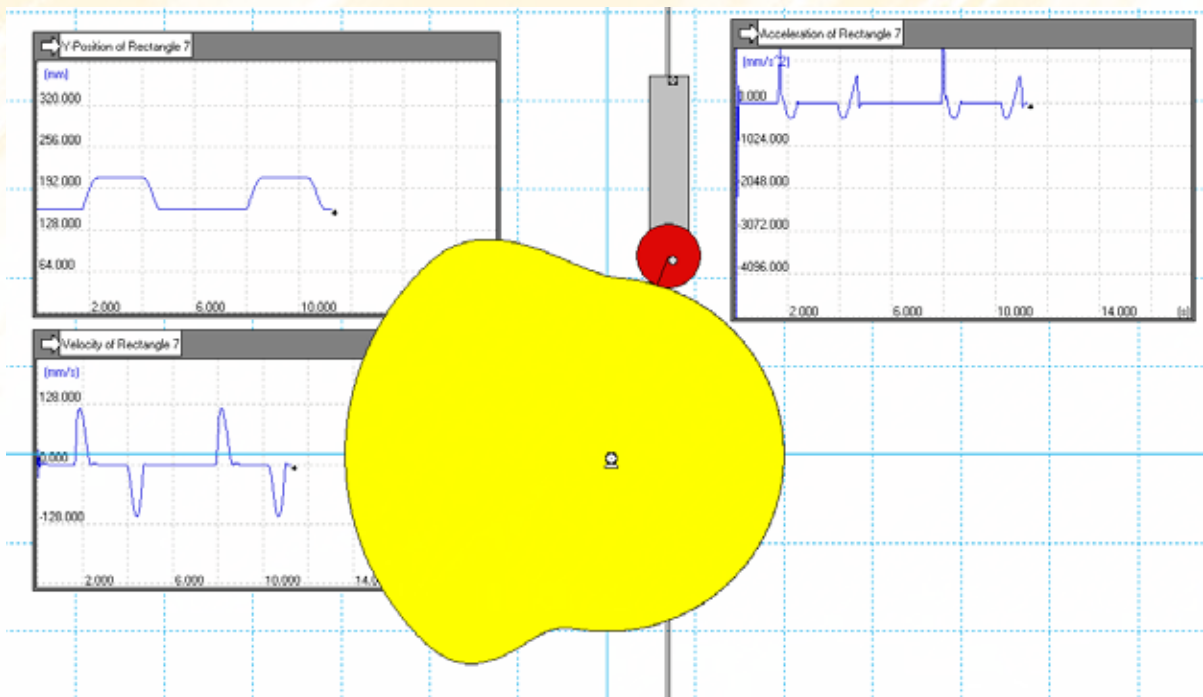 Y-Position of Rectangle 7
(mm)
320.000
256.000
192.000
128.000
64.000
2.000 6.000 10.000
Velocity of Rectangle 7
(mm/s)
128.000
0.000
-128.000
2.000 6.000 10.000 14.0
Acceleration of Rectangle 7
(mm/s^2)
0.000
1024.000
-2048.000
-3072.000
-4096.000
2.000 6.000 10.000 14.000 (s)